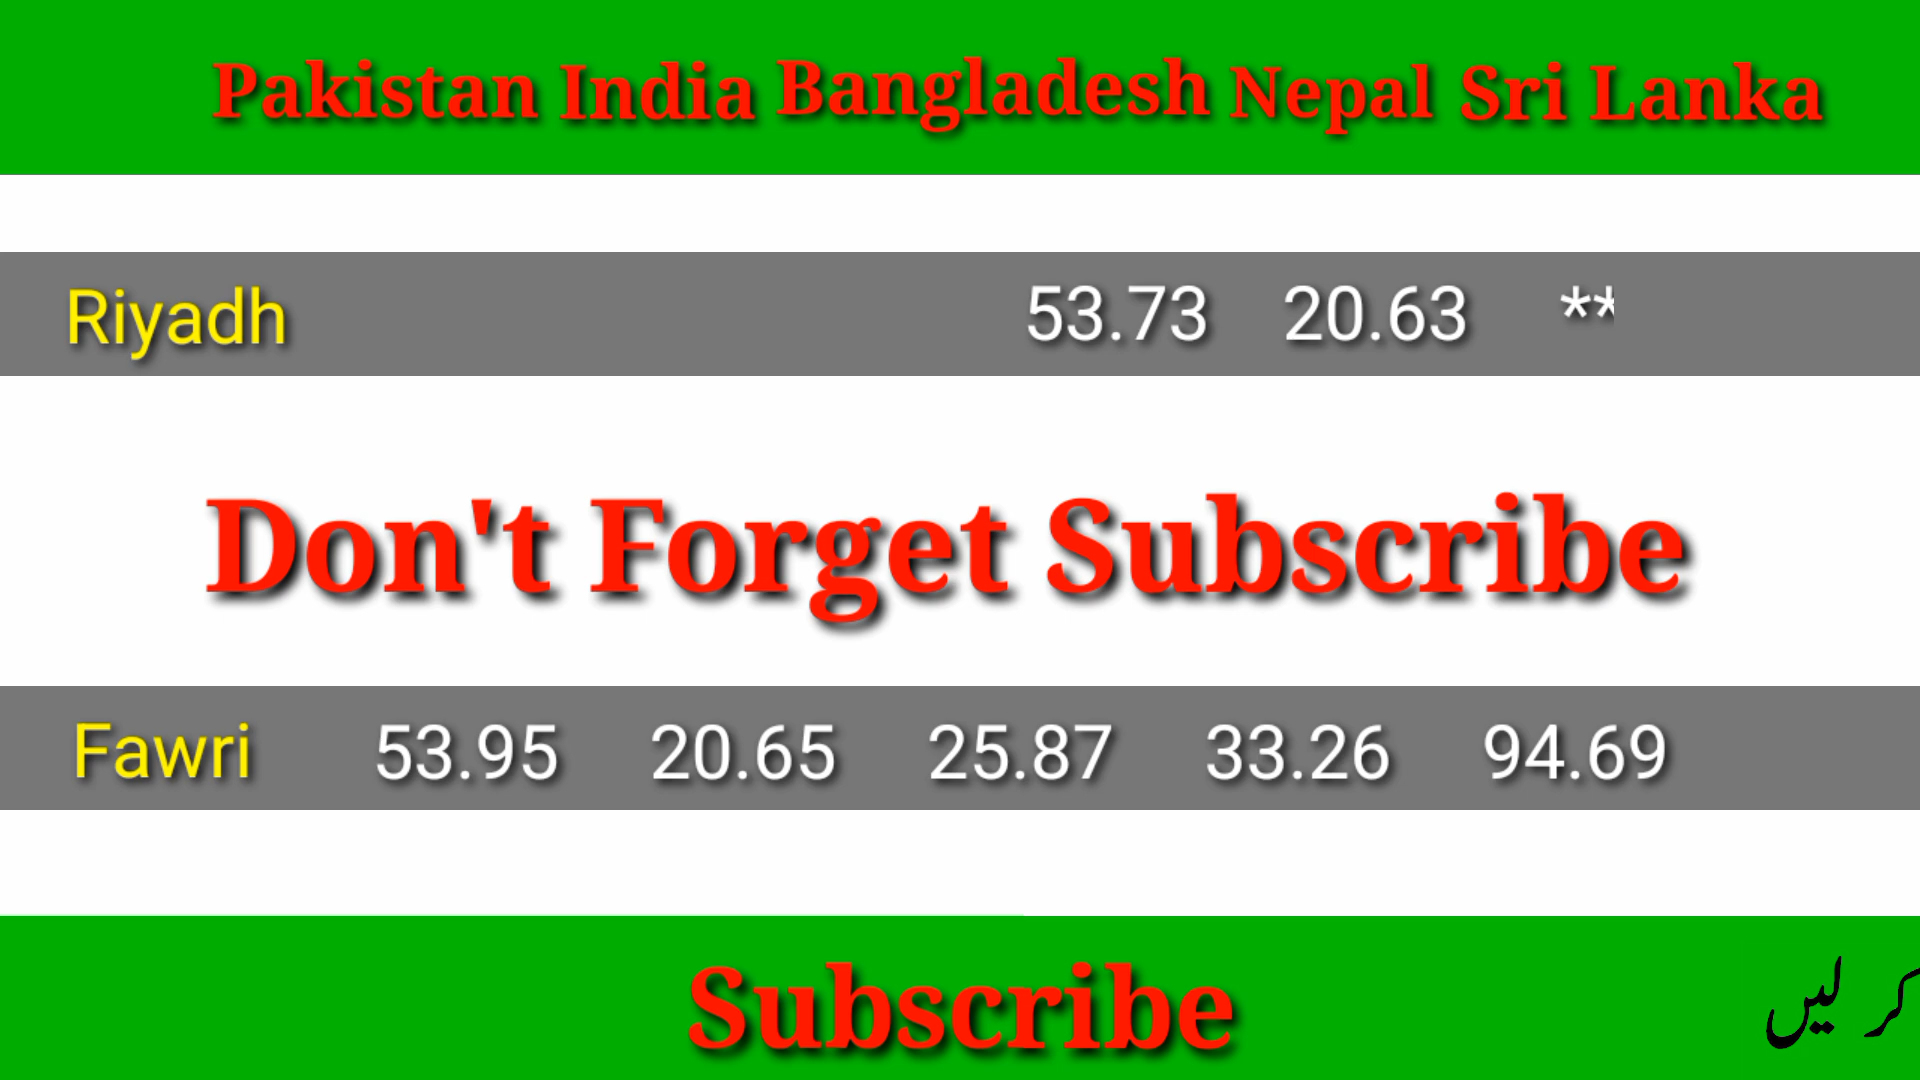 Pakistan India Bangladesh Nepal Sri Lanka
Riyadh 53.73 20.63 **
Don't Forget Subscribe
Fawri 53.95 20.65 25.87 33.26 94.69
Subscribe
کر لیں